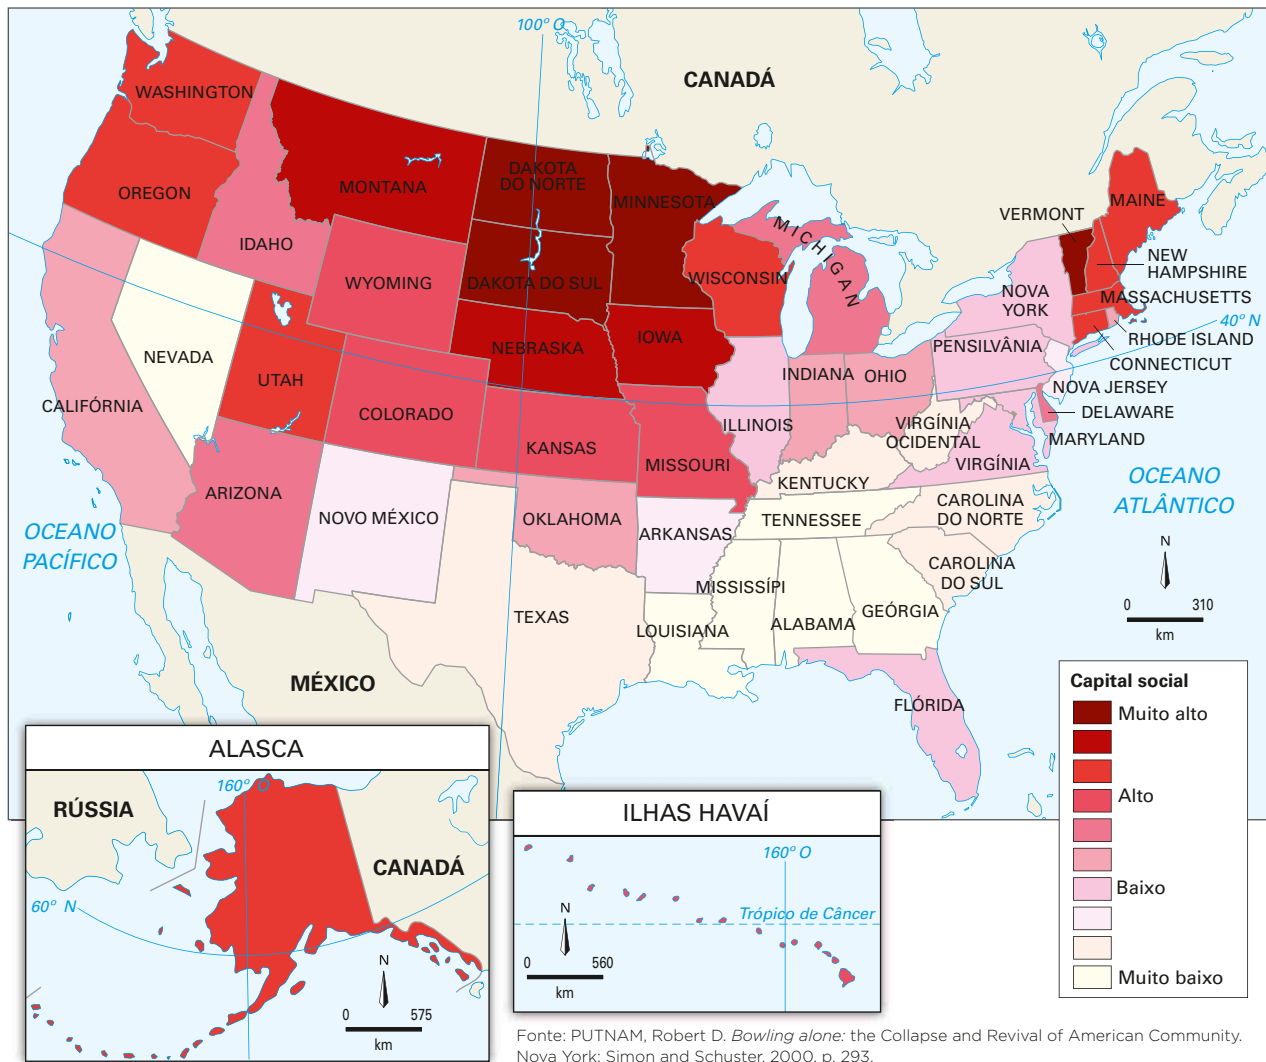 100° O
CANADÁ
WASHINGTON
OREGON
IDAHO
MONTANA
DAKOTA
DO NORTE
MINNESOTA
DAKOTA DO SUL
WYOMING
NEBRASKA
IOWA
WISCONSIN
MICHIGAN
VERMONT
MAINE
NEW
HAMPSHIRE
MASSACHUSETTS
40° N
RHODE ISLAND
CONNECTICUT
NOVA
YORK
PENSILVÂNIA
NOVA JERSEY
DELAWARE
MARYLAND
NEVADA
UTAH
CALIFÓRNIA
COLORADO
KANSAS
MISSOURI
ILLINOIS
INDIANA
OHIO
VIRGÍNIA
OCIDENTAL
VIRGÍNIA
KENTUCKY
ARIZONA
NOVO MÉXICO
OKLAHOMA
ARKANSAS
TENNESSEE
CAROLINA
DO NORTE
CAROLINA
DO SUL
MISSISSÍPI
ALABAMA
GEÓRGIA
LOUISIANA
TEXAS
FLÓRIDA
OCEANO
PACÍFICO
OCEANO
ATLÂNTICO
MÉXICO
N
0 310
km
Capital social
Muito alto
Alto
Baixo
Muito baixo
ALASCA
160° O
RÚSSIA
CANADÁ
60° N
N
0 575
km
ILHAS HAVAÍ
160° O
Trópico de Câncer
N
0 560
km
Fonte: PUTNAM, Robert D. Bowling alone: the Collapse and Revival of American Community.
Nova York: Simon and Schuster, 2000. p. 293.